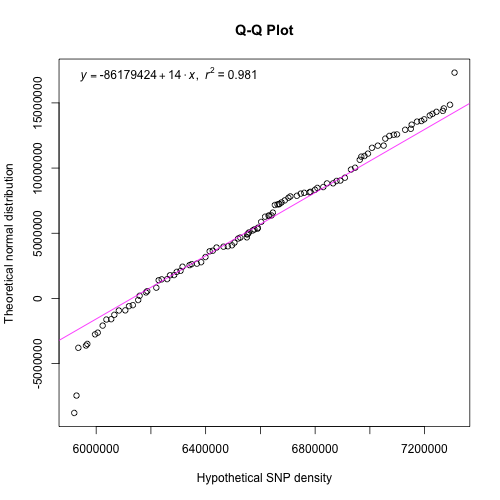 Q-Q Plot
y = -86179424 + 14 · x,  r² = 0.981
Theoretical normal distribution
-5000000
0
5000000
10000000
15000000
6000000
6400000
6800000
7200000
Hypothetical SNP density